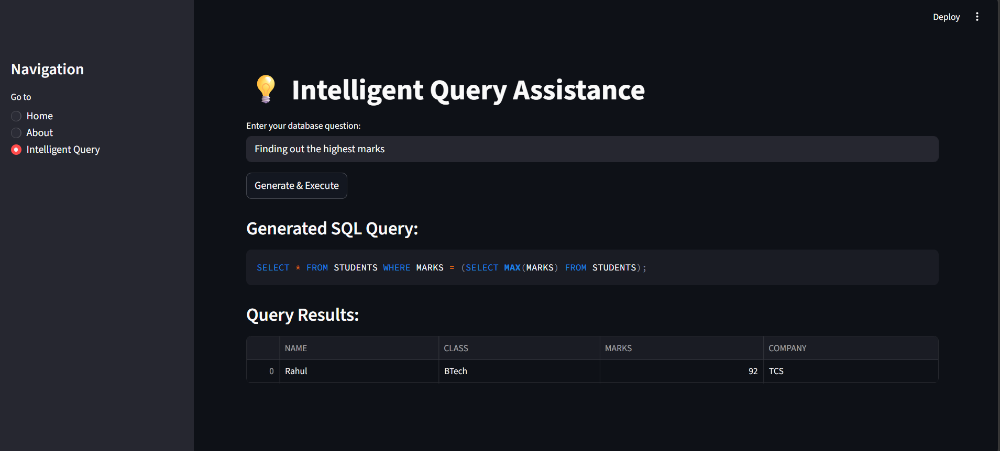 Deploy
Navigation
Go to
Home
About
Intelligent Query
Intelligent Query Assistance
Enter your database question:
Finding out the highest marks
Generate & Execute
Generated SQL Query:
SELECT * FROM STUDENTS WHERE MARKS = (SELECT MAX(MARKS) FROM STUDENTS);
Query Results:
NAME CLASS MARKS COMPANY
0 Rahul BTech 92 TCS